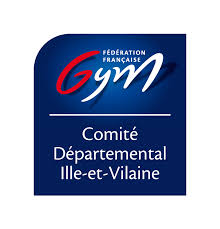 FÉDÉRATION
FRANÇAISE
Gym
Comité
Départemental
Ille-et-Vilaine